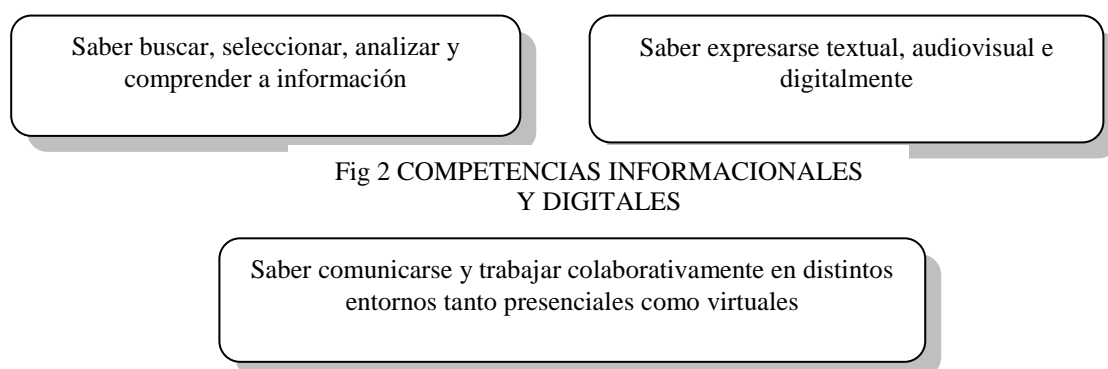 Saber buscar, seleccionar, analizar y
comprender a información
Saber expresarse textual, audiovisual e
digitalmente
Fig 2 COMPETENCIAS INFORMACIONALES
Y DIGITALES
Saber comunicarse y trabajar colaborativamente en distintos
entornos tanto presenciales como virtuales